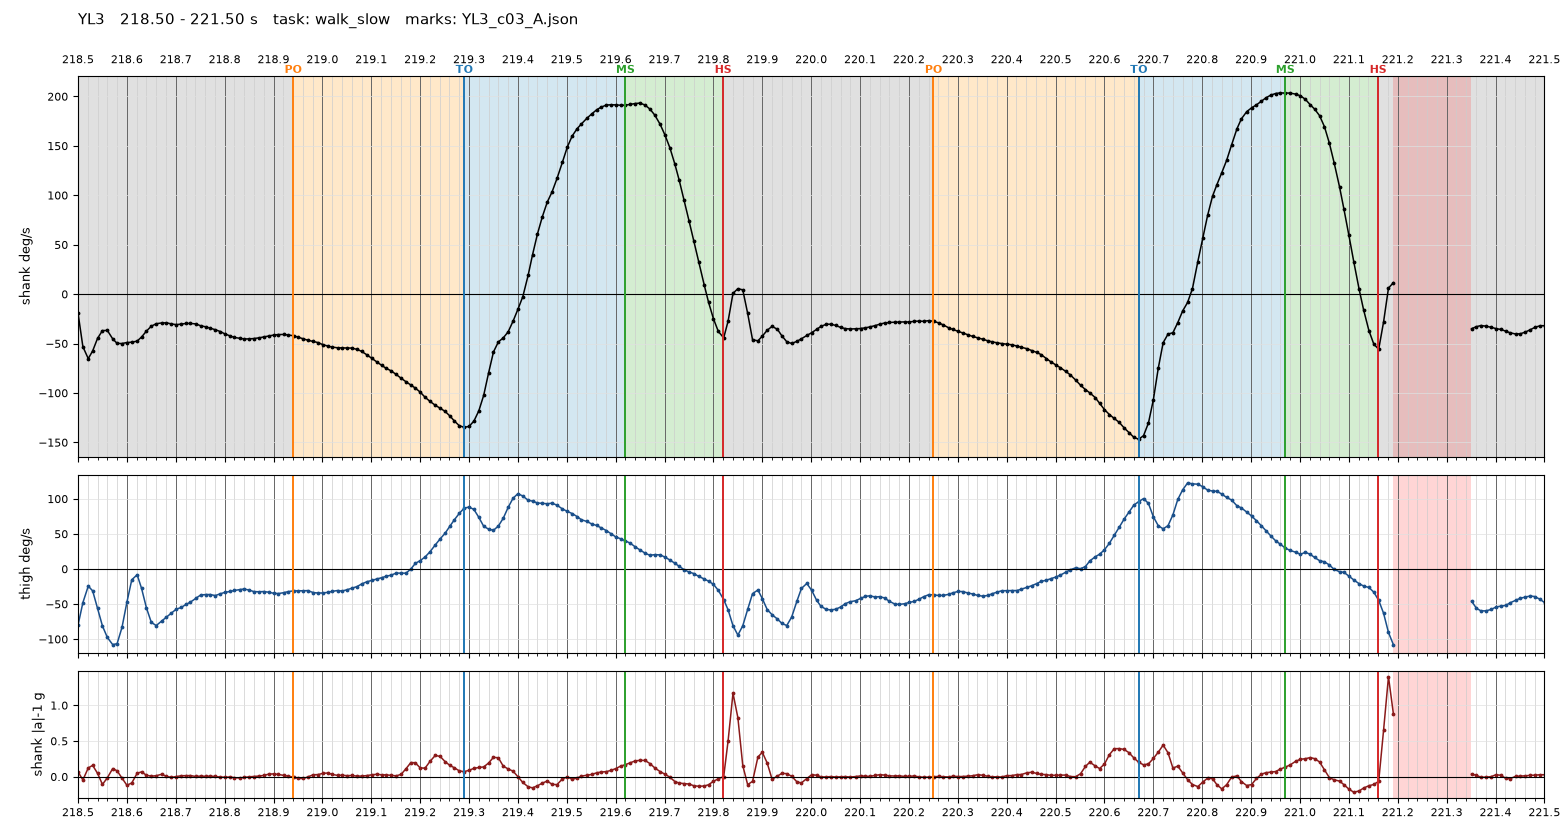 YL3   218.50 - 221.50 s   task: walk_slow   marks: YL3_c03_A.json
218.5 218.6 218.7 218.8 218.9 219.0 219.1 219.2 219.3 219.4 219.5 219.6 219.7 219.8 219.9 220.0 220.1 220.2 220.3 220.4 220.5 220.6 220.7 220.8 220.9 221.0 221.1 221.2 221.3 221.4 221.5
PO TO MS HS PO TO MS HS
shank deg/s
200
150
100
50
0
−50
−100
−150
thigh deg/s
100
50
0
−50
−100
shank |a|-1 g
1.0
0.5
0.0
218.5 218.6 218.7 218.8 218.9 219.0 219.1 219.2 219.3 219.4 219.5 219.6 219.7 219.8 219.9 220.0 220.1 220.2 220.3 220.4 220.5 220.6 220.7 220.8 220.9 221.0 221.1 221.2 221.3 221.4 221.5